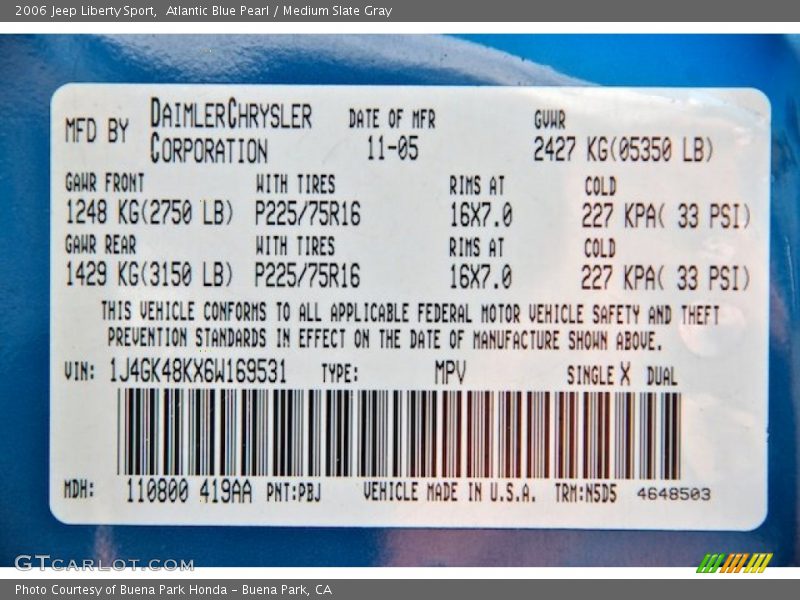 2006 Jeep Liberty Sport,  Atlantic Blue Pearl / Medium Slate Gray
MFD BY DAIMLERCHRYSLER CORPORATION DATE OF MFR 11-05 GVWR 2427 KG(05350 LB)
GAWR FRONT WITH TIRES RIMS AT COLD
1248 KG(2750 LB) P225/75R16 16X7.0 227 KPA( 33 PSI)
GAWR REAR WITH TIRES RIMS AT COLD
1429 KG(3150 LB) P225/75R16 16X7.0 227 KPA( 33 PSI)
THIS VEHICLE CONFORMS TO ALL APPLICABLE FEDERAL MOTOR VEHICLE SAFETY AND THEFT
PREVENTION STANDARDS IN EFFECT ON THE DATE OF MANUFACTURE SHOWN ABOVE.
VIN: 1J4GK48KX6W169531 TYPE: MPV SINGLE X DUAL
MDH: 110800 419AA PNT:PBJ VEHICLE MADE IN U.S.A. TRM:N5D5 4648503
GTCARLOT.COM
Photo Courtesy of Buena Park Honda - Buena Park, CA